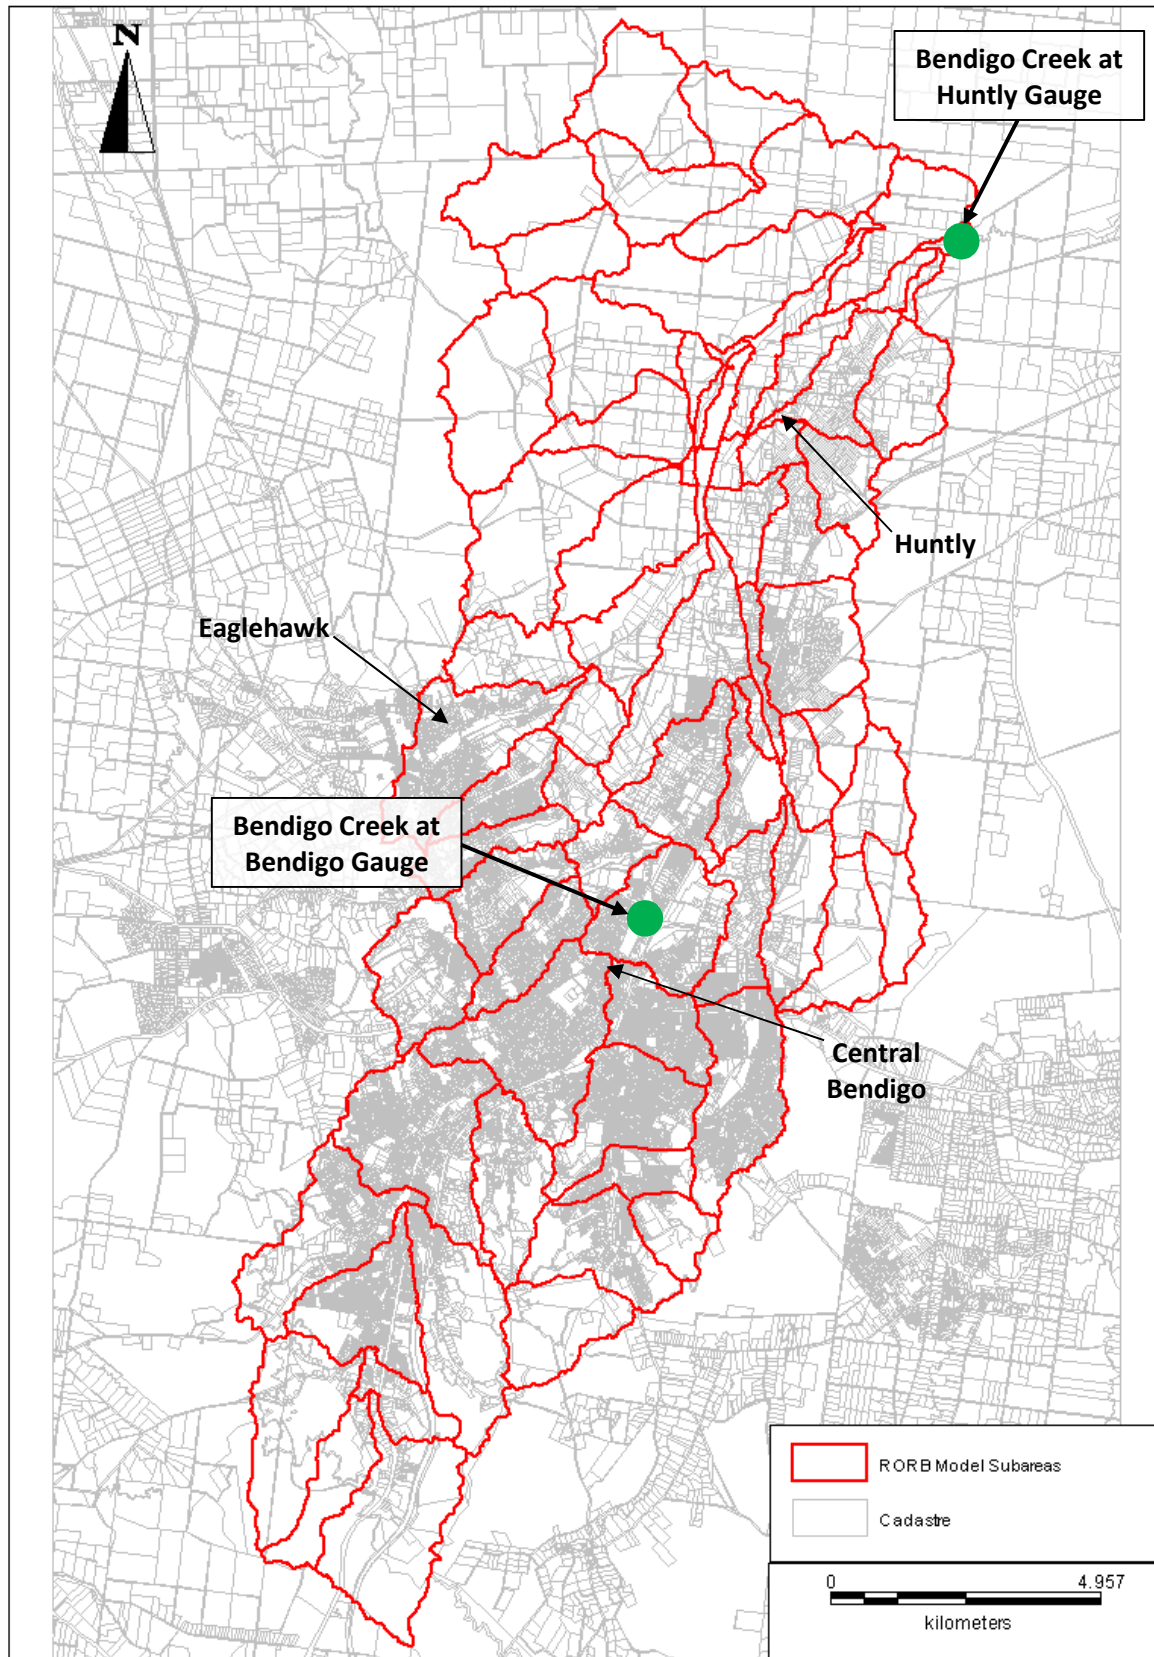 N
Bendigo Creek at
Huntly Gauge
Huntly
Eaglehawk
Bendigo Creek at
Bendigo Gauge
Central
Bendigo
RORB Model Subareas
Cadastre
0 4.957
kilometers